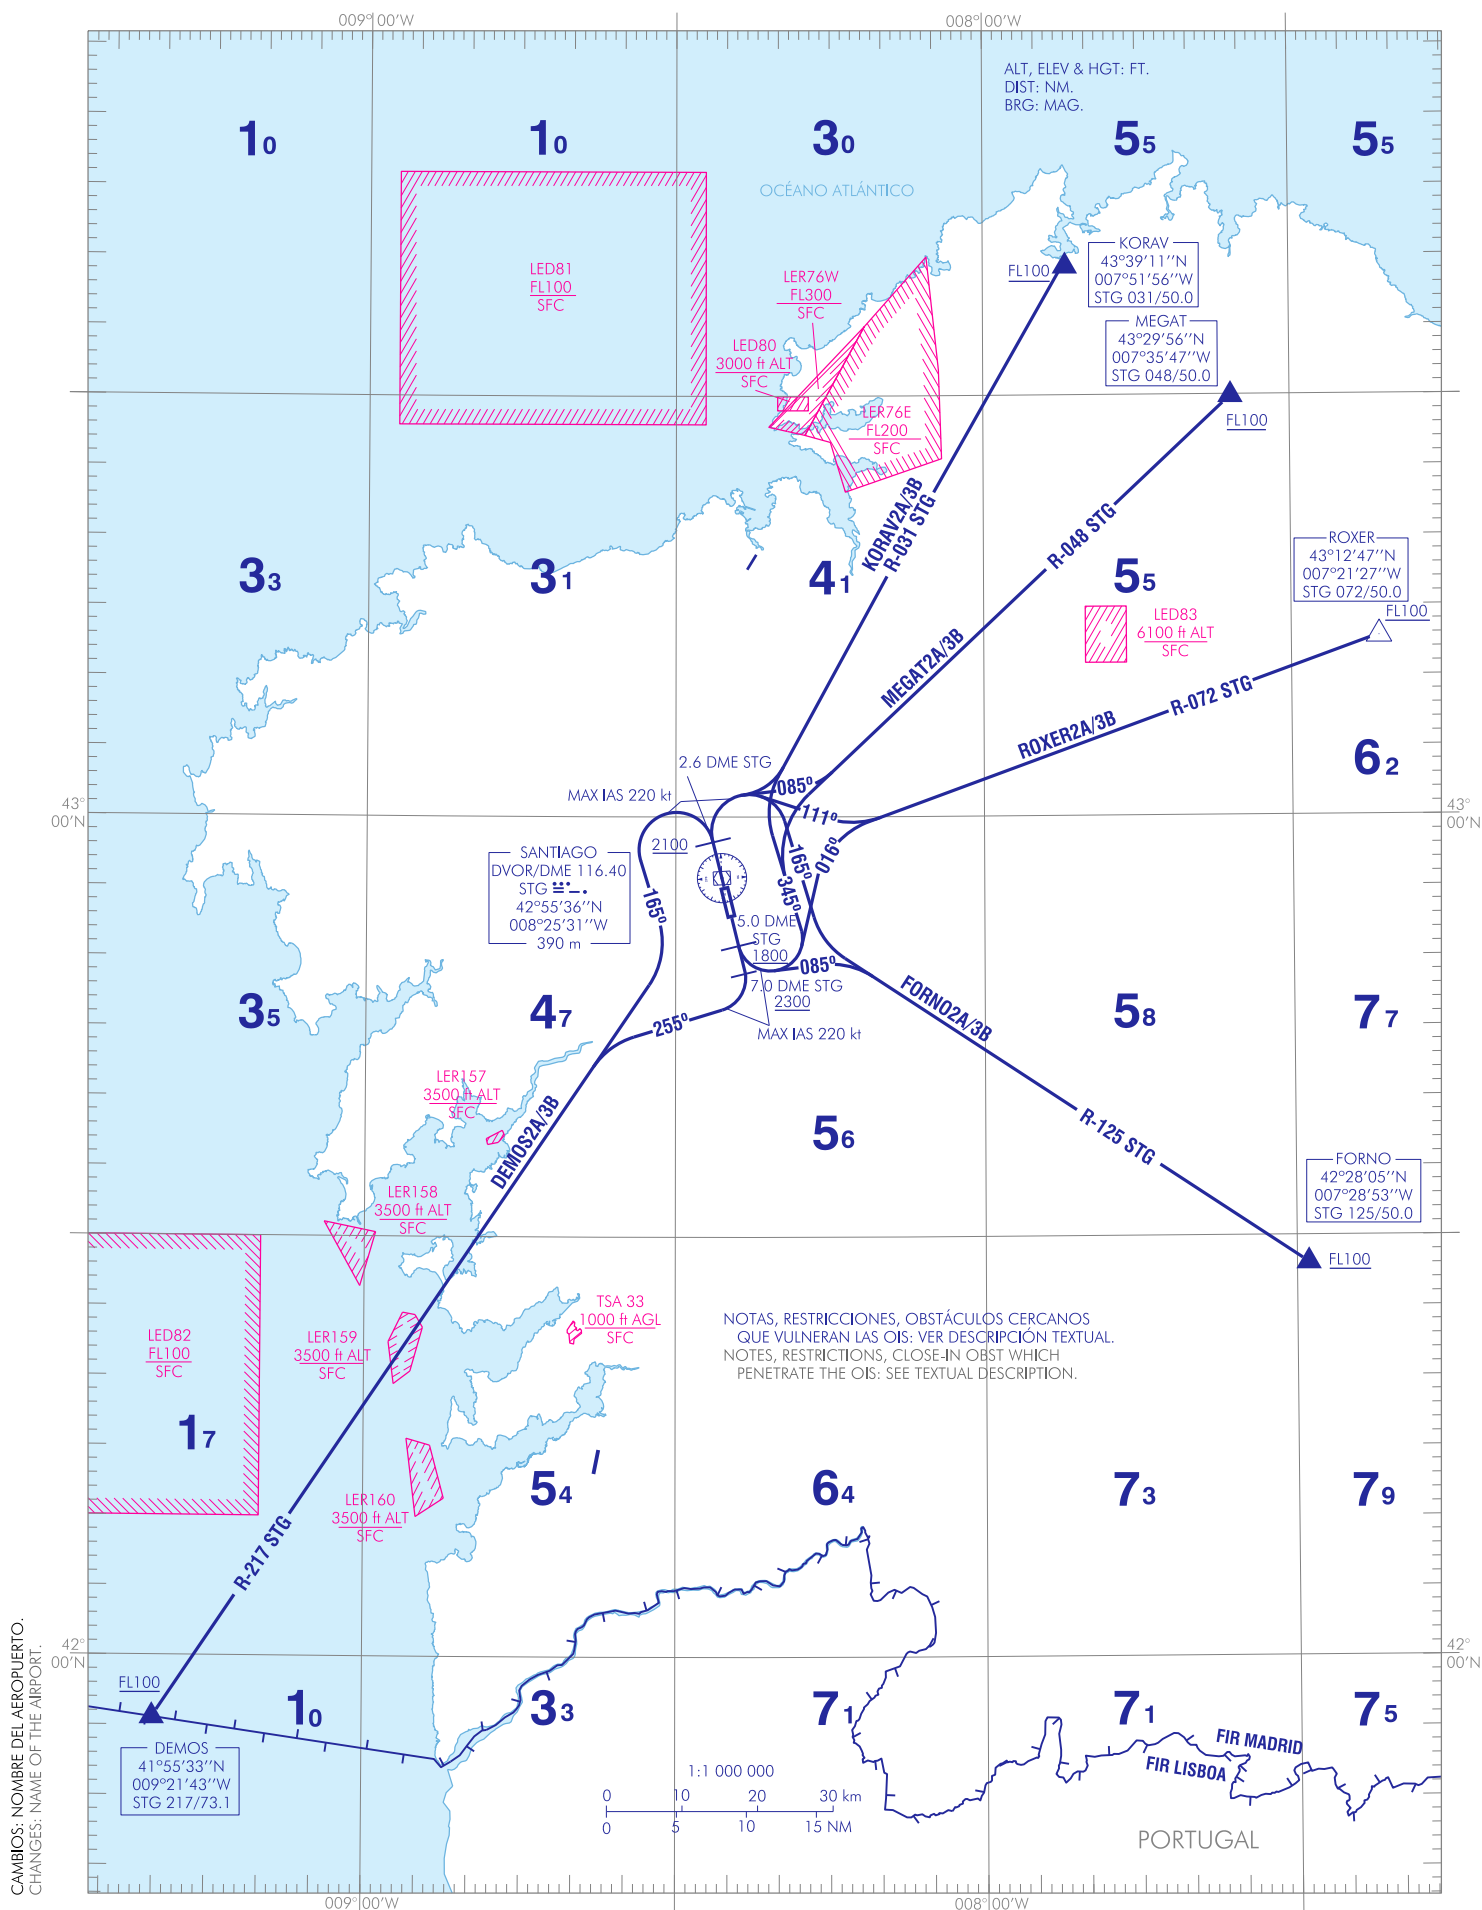 009°00'W
008°00'W
ALT, ELEV & HGT: FT.
DIST: NM.
BRG: MAG.
10
10
30
55
55
OCÉANO ATLÁNTICO
KORAV
43°39'11''N
007°51'56''W
STG 031/50.0
FL100
LED81
FL100
SFC
LER76W
FL300
SFC
MEGAT
43°29'56''N
007°35'47''W
STG 048/50.0
LED80
3000 ft ALT
SFC
LER76E
FL200
SFC
FL100
KORAV2A/3B
R-031 STG
R-048 STG
ROXER
43°12'47''N
007°21'27''W
STG 072/50.0
FL100
33
31
41
55
LED83
6100 ft ALT
SFC
MEGAT2A/3B
R-072 STG
ROXER2A/3B
62
2.6 DME STG
MAX IAS 220 kt
085º
111º
43°
00'N
43°
00'N
2100
165º
016º
345º
SANTIAGO
DVOR/DME 116.40
STG
42°55'36''N
008°25'31''W
390 m
165º
5.0 DME
STG
1800
085º
7.0 DME STG
2300
255º
MAX IAS 220 kt
FORNO2A/3B
35
47
58
77
LER157
3500 ft ALT
SFC
DEMOS2A/3B
56
R-125 STG
FORNO
42°28'05''N
007°28'53''W
STG 125/50.0
FL100
LER158
3500 ft ALT
SFC
TSA 33
1000 ft AGL
SFC
LED82
FL100
SFC
LER159
3500 ft ALT
SFC
NOTAS, RESTRICCIONES, OBSTÁCULOS CERCANOS
QUE VULNERAN LAS OIS: VER DESCRIPCIÓN TEXTUAL.
NOTES, RESTRICTIONS, CLOSE-IN OBST WHICH
PENETRATE THE OIS: SEE TEXTUAL DESCRIPTION.
17
54
64
73
79
LER160
3500 ft ALT
SFC
R-217 STG
42°
00'N
42°
00'N
FL100
10
33
71
71
75
DEMOS
41°55'33''N
009°21'43''W
STG 217/73.1
FIR MADRID
FIR LISBOA
1:1 000 000
0 10 20 30 km
0 5 10 15 NM
PORTUGAL
009°00'W
008°00'W
CAMBIOS: NOMBRE DEL AEROPUERTO.
CHANGES: NAME OF THE AIRPORT.